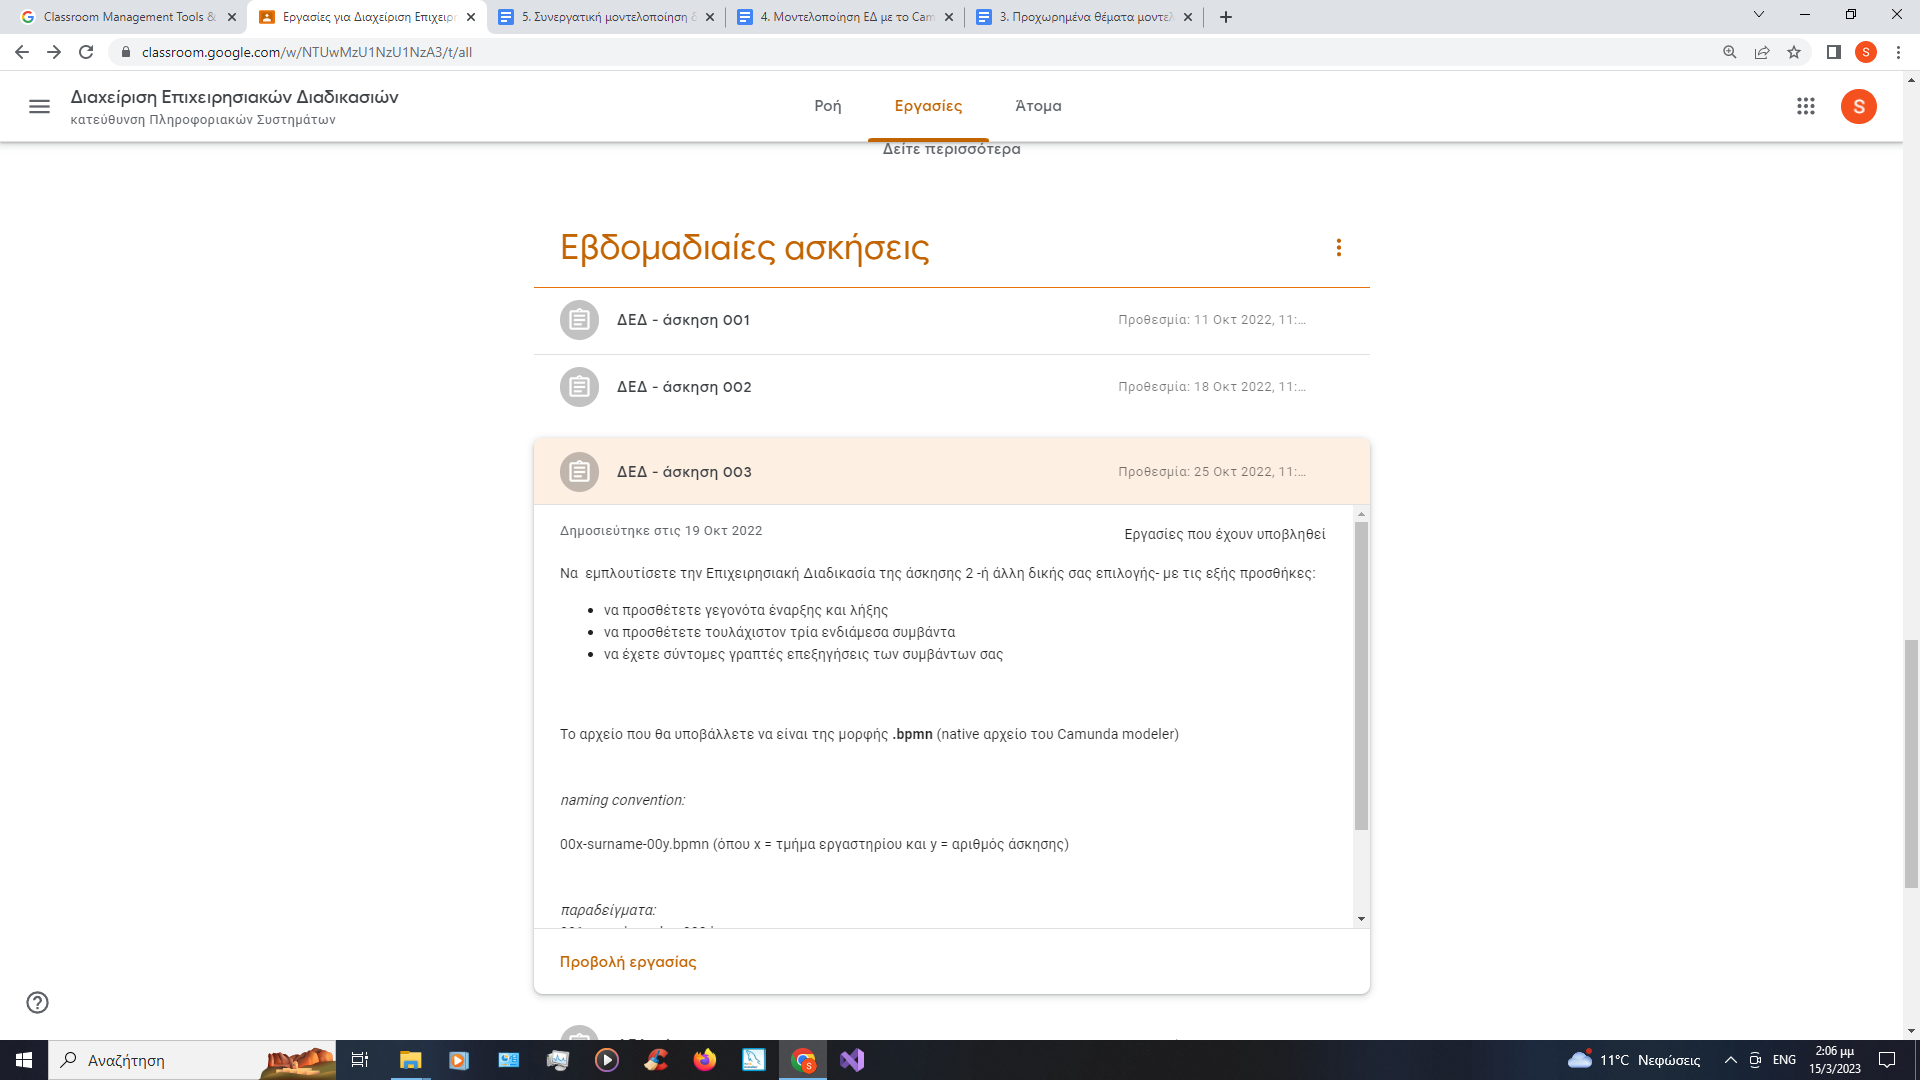 Classroom Management Tools &
Εργασίες για Διαχείριση Επιχειρη
5. Συνεργατική μοντελοποίηση δ
4. Μοντελοποίηση ΕΔ με το Cam
3. Προχωρημένα θέματα μοντελ
classroom.google.com/w/NTUwMzU1NzU1NzA3/t/all
S
Διαχείριση Επιχειρησιακών Διαδικασιών
κατεύθυνση Πληροφοριακών Συστημάτων
Ροή
Εργασίες
Άτομα
S
Δείτε περισσότερα
Εβδομαδιαίες ασκήσεις
ΔΕΔ - άσκηση 001
Προθεσμία: 11 Οκτ 2022, 11:...
ΔΕΔ - άσκηση 002
Προθεσμία: 18 Οκτ 2022, 11:...
ΔΕΔ - άσκηση 003
Προθεσμία: 25 Οκτ 2022, 11:...
Δημοσιεύτηκε στις 19 Οκτ 2022
Εργασίες που έχουν υποβληθεί
Να εμπλουτίσετε την Επιχειρησιακή Διαδικασία της άσκησης 2 -ή άλλη δικής σας επιλογής- με τις εξής προσθήκες:
να προσθέτετε γεγονότα έναρξης και λήξης
να προσθέτετε τουλάχιστον τρία ενδιάμεσα συμβάντα
να έχετε σύντομες γραπτές επεξηγήσεις των συμβάντων σας
Το αρχείο που θα υποβάλλετε να είναι της μορφής .bpmn (native αρχείο του Camunda modeler)
naming convention:
00x-surname-00y.bpmn (όπου x = τμήμα εργαστηρίου και y = αριθμός άσκησης)
παραδείγματα:
Προβολή εργασίας
Αναζήτηση
11°C Νεφώσεις
ENG
2:06 μμ
15/3/2023